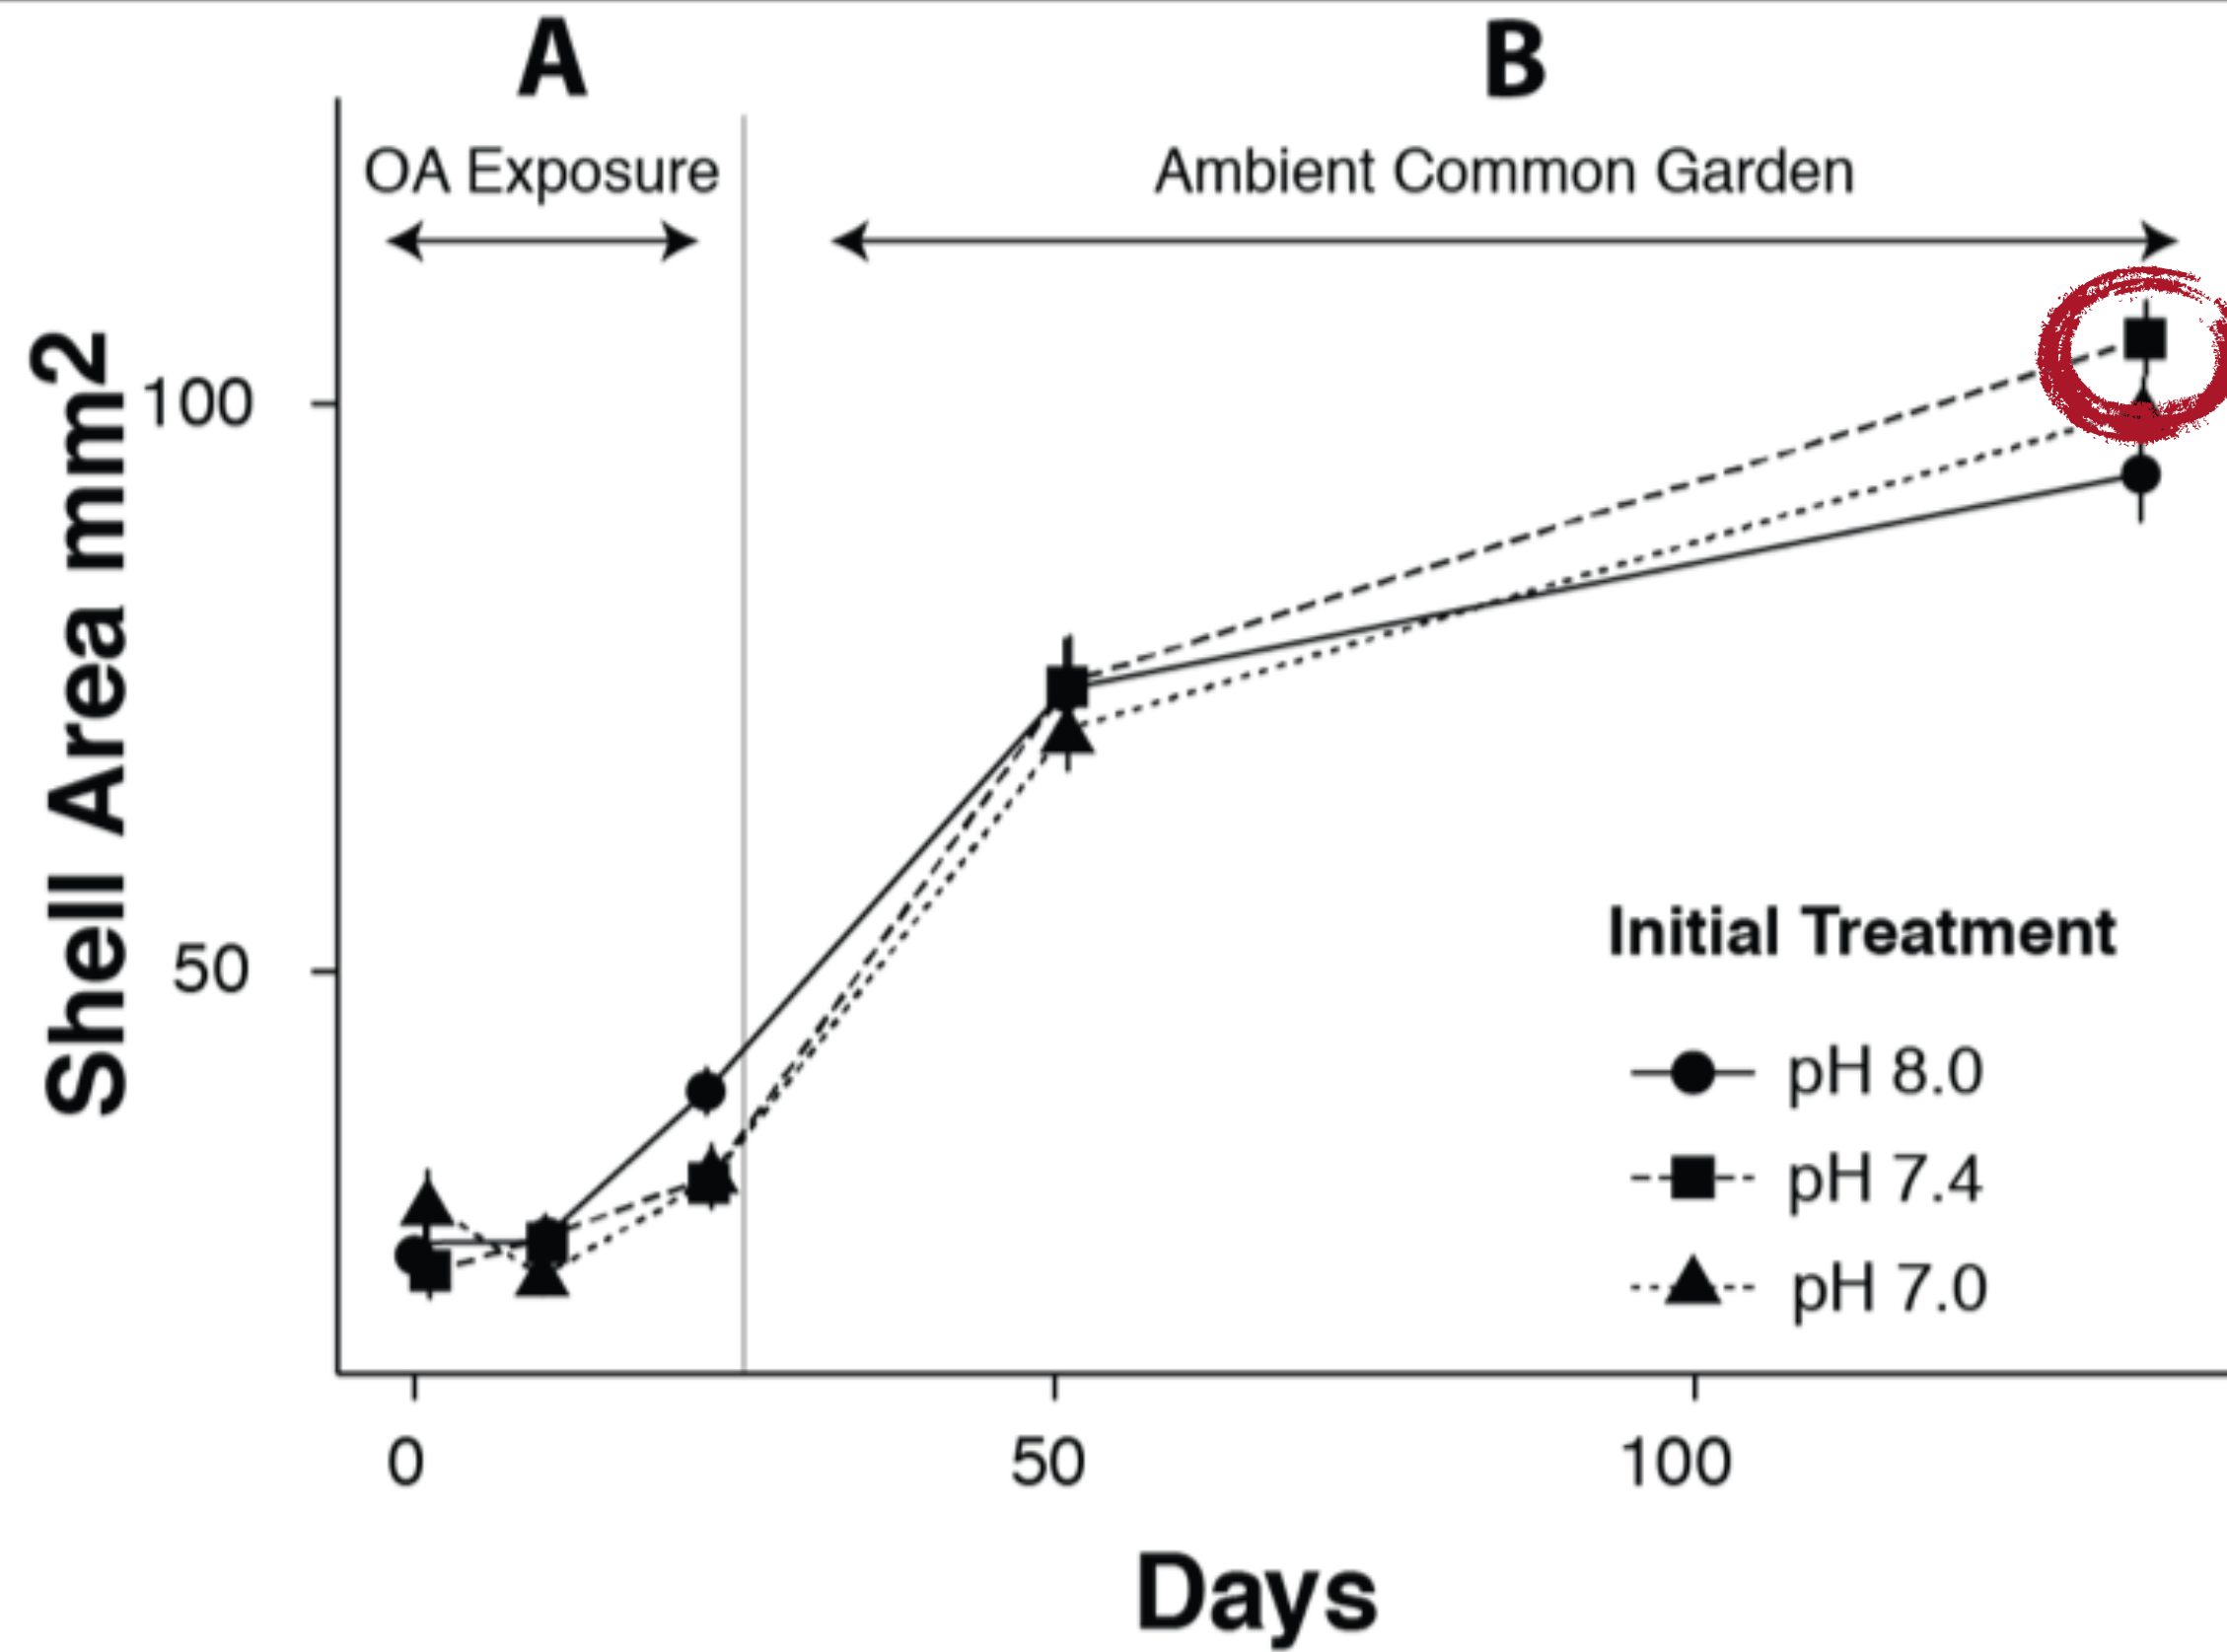 A
B
OA Exposure
Ambient Common Garden
Shell Area mm2
100
50
Initial Treatment
pH 8.0
pH 7.4
pH 7.0
0
50
100
Days